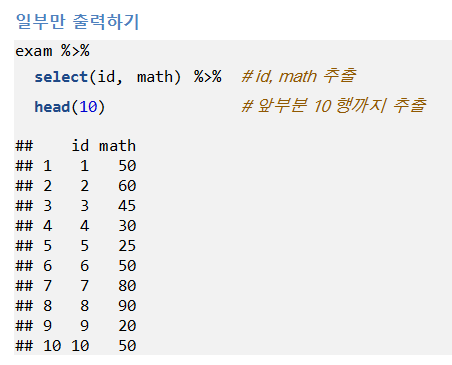 일부만 출력하기
exam %>%
  select(id, math) %>%  # id, math 추출
  head(10)              # 앞부분 10 행까지 추출
##    id math
## 1   1   50
## 2   2   60
## 3   3   45
## 4   4   30
## 5   5   25
## 6   6   50
## 7   7   80
## 8   8   90
## 9   9   20
## 10 10   50